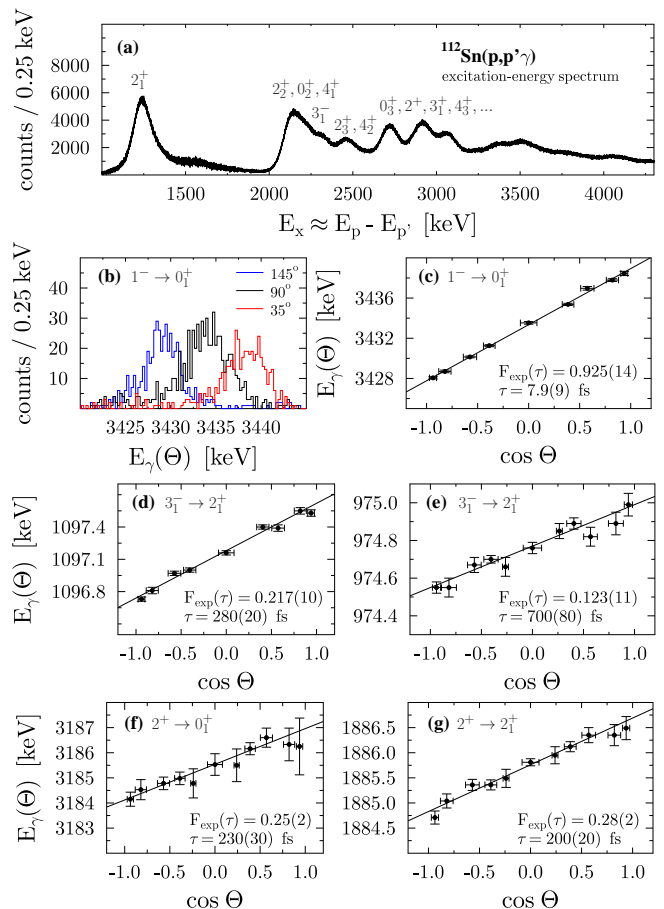 (a)
¹¹²Sn(p,p'γ)
excitation-energy spectrum
2₁⁺
2₂⁺, 0₂⁺, 4₁⁺
3₁⁻
2₃⁺, 4₂⁺
0₃⁺, 2⁺, 3₁⁺, 4₃⁺, ...
counts / 0.25 keV
8000
6000
4000
2000
1500 2000 2500 3000 3500 4000
Eₓ ≈ Eₚ - Eₚ' [keV]
(b) 1⁻ → 0₁⁺
145°
90°
35°
counts / 0.25 keV
40
30
20
10
3425 3430 3435 3440
E_γ(Θ) [keV]
(c) 1⁻ → 0₁⁺
E_γ(Θ) [keV]
3436
3432
3428
F_exp(τ) = 0.925(14)
τ = 7.9(9) fs
-1.0 -0.5 0.0 0.5 1.0
cos Θ
(d) 3₁⁻ → 2₁⁺
E_γ(Θ) [keV]
1097.4
1097.1
1096.8
F_exp(τ) = 0.217(10)
τ = 280(20) fs
-1.0 -0.5 0.0 0.5 1.0
cos Θ
(e) 3₁⁻ → 2₁⁺
975.0
974.8
974.6
974.4
F_exp(τ) = 0.123(11)
τ = 700(80) fs
-1.0 -0.5 0.0 0.5 1.0
cos Θ
(f) 2⁺ → 0₁⁺
E_γ(Θ) [keV]
3187
3186
3185
3184
3183
F_exp(τ) = 0.25(2)
τ = 230(30) fs
-1.0 -0.5 0.0 0.5 1.0
cos Θ
(g) 2⁺ → 2₁⁺
1886.5
1886.0
1885.5
1885.0
1884.5
F_exp(τ) = 0.28(2)
τ = 200(20) fs
-1.0 -0.5 0.0 0.5 1.0
cos Θ